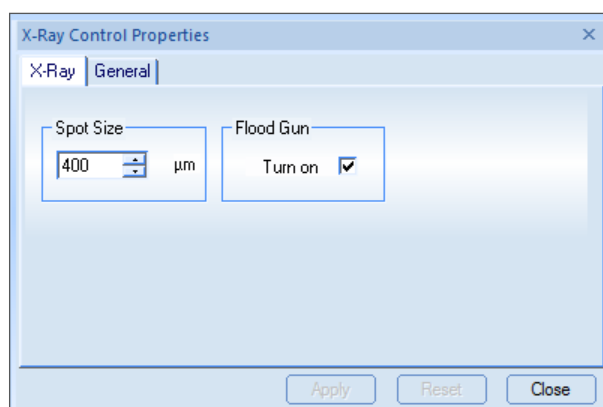 X-Ray Control Properties
X-Ray General
Spot Size Flood Gun
400 µm Turn on
Apply Reset Close